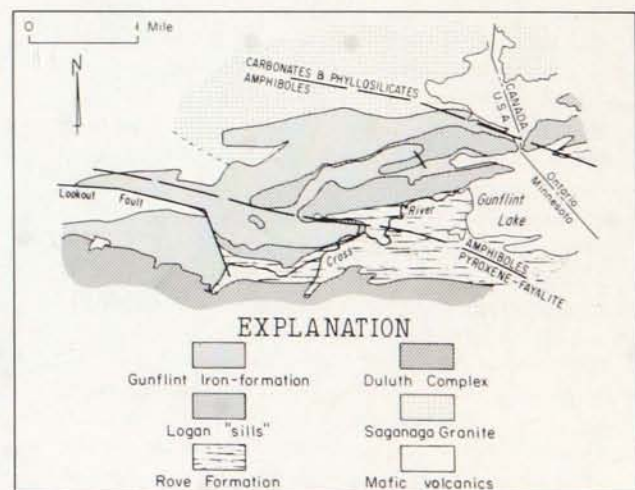 0 1 Mile
N
CARBONATES & PHYLLOSILICATES
AMPHIBOLES
CANADA
U.S.A.
Ontario
Minnesota
Lookout Fault
River
Gunflint
Lake
Cross
AMPHIBOLES
PYROXENE-FAYALITE
EXPLANATION
Gunflint Iron-formation
Duluth Complex
Logan "sills"
Saganaga Granite
Rove Formation
Mafic volcanics